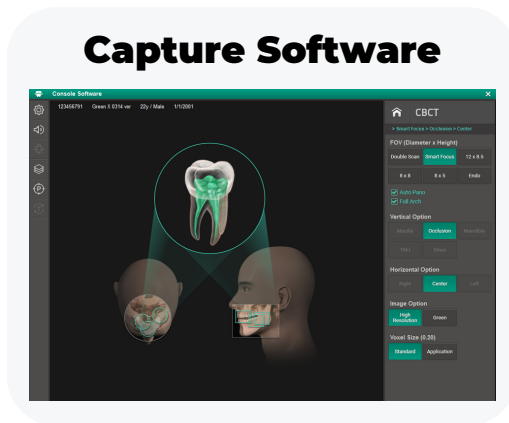 Capture Software
Console Software
123456791 Green X 0314 ver 22y / Male 1/1/2001
CBCT
> Smart Focus > Occlusion > Center
FOV (Diameter x Height)
Double Scan Smart Focus 12 x 8.5
8 x 8 8 x 5 Endo
Auto Pano
Full Arch
Vertical Option
Maxilla Occlusion Mandible
TMJ Sinus
Horizontal Option
Right Center Left
Image Option
High Resolution Green
Voxel Size (0.20)
Standard Application